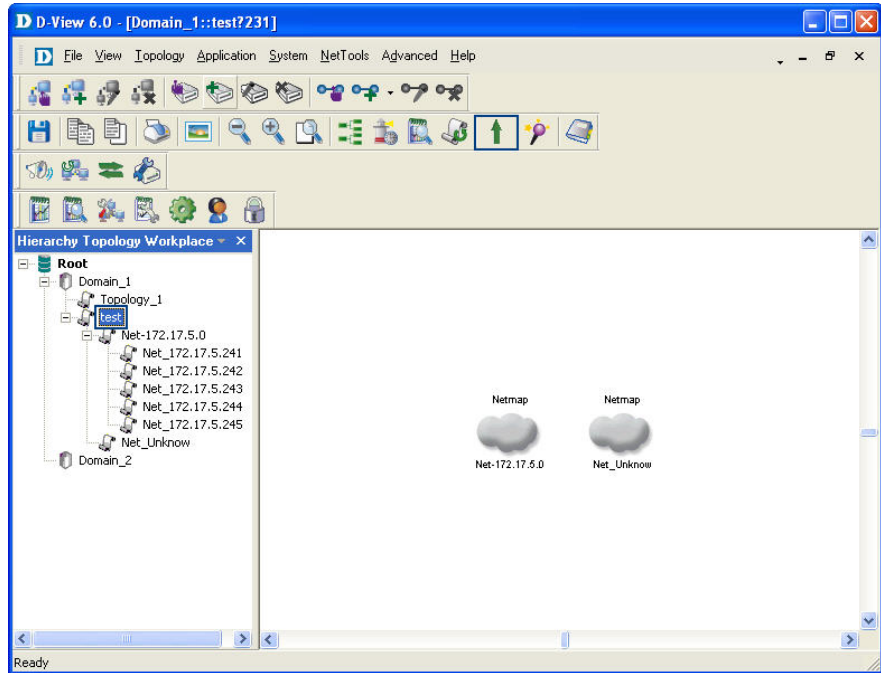 D-View 6.0 - [Domain_1::test?231]
File View Topology Application System NetTools Advanced Help
Hierarchy Topology Workplace
Root
Domain_1
Topology_1
test
Net-172.17.5.0
Net_172.17.5.241
Net_172.17.5.242
Net_172.17.5.243
Net_172.17.5.244
Net_172.17.5.245
Net_Unknow
Domain_2
Netmap Netmap
Net-172.17.5.0 Net_Unknow
Ready